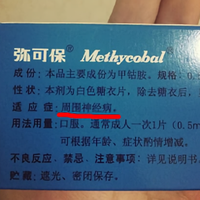 弥可保 Methycobal
成份：本品主要成份为甲钴胺。规格：0.
性状：本剂为白色糖衣片，除去糖衣后，
适应症：周围神经病。
用法用量：口服。通常成人一次1片（0.5m
可根据年龄、症状酌情增减。
不良反应、禁忌、注意事项：详见说明书
贮藏：遮光、密闭保存。